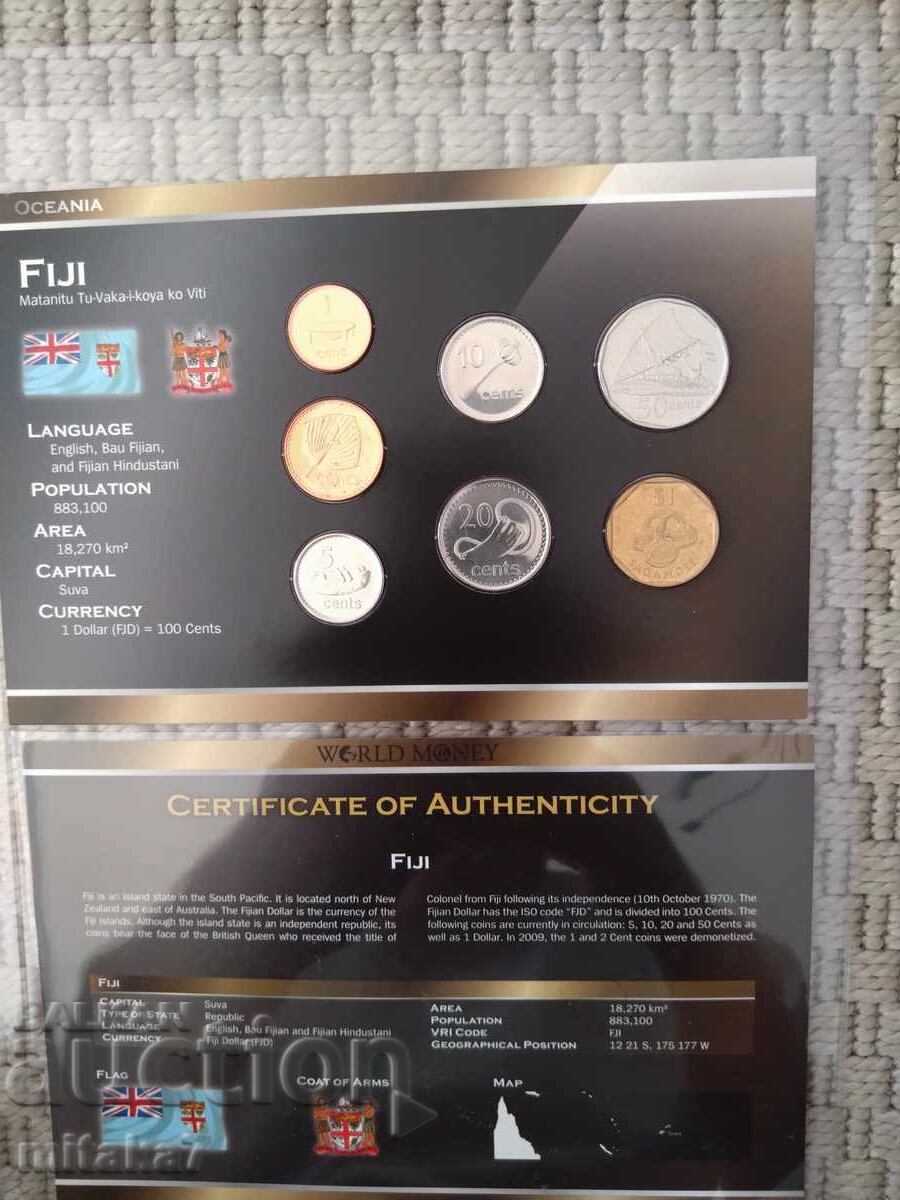 OCEANIA
FIJI
Matanitu Tu-Vaka-i-koya ko Viti
LANGUAGE
English, Bau Fijian,
and Fijian Hindustani
POPULATION
883,100
AREA
18,270 km²
CAPITAL
Suva
CURRENCY
1 Dollar (FJD) = 100 Cents
1
cent
5
cents
10
cents
20
cents
50 cents
$1
SAQAMOLI
WORLD MONEY
CERTIFICATE OF AUTHENTICITY
FIJI
Fiji is an island state in the South Pacific. It is located north of New
Zealand and east of Australia. The Fijian Dollar is the currency of the
Fiji Islands. Although the island state is an independent republic, its
coins bear the face of the British Queen who received the title of
Colonel from Fiji following its independence (10th October 1970). The
Fijian Dollar has the ISO code "FJD" and is divided into 100 Cents. The
following coins are currently in circulation: 5, 10, 20 and 50 Cents as
well as 1 Dollar. In 2009, the 1 and 2 Cent coins were demonetized.
FIJI
CAPITAL Suva
TYPE OF STATE Republic
LANGUAGE English, Bau Fijian and Fijian Hindustani
CURRENCY Fiji Dollar (FJD)
AREA 18,270 km²
POPULATION 883,100
VRI CODE FJI
GEOGRAPHICAL POSITION 12 21 S, 175 177 W
FLAG
COAT OF ARMS
MAP
BALKAN
auction
mitaka7